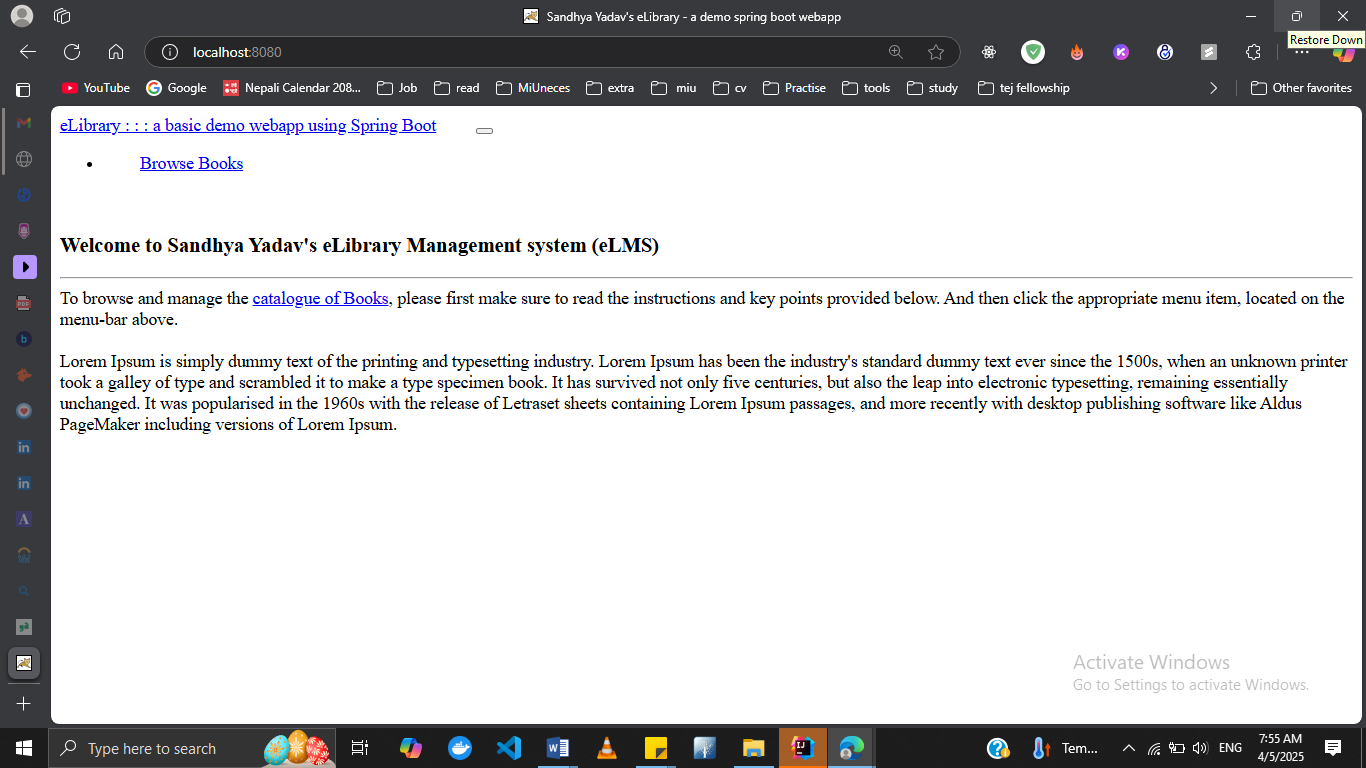 Sandhya Yadav's eLibrary - a demo spring boot webapp
Restore Down
localhost:8080
YouTube
Google
Nepali Calendar 208...
Job
read
MiUneces
extra
miu
cv
Practise
tools
study
tej fellowship
Other favorites
eLibrary : : : a basic demo webapp using Spring Boot
• Browse Books
Welcome to Sandhya Yadav's eLibrary Management system (eLMS)
To browse and manage the catalogue of Books, please first make sure to read the instructions and key points provided below. And then click the appropriate menu item, located on the
menu-bar above.
Lorem Ipsum is simply dummy text of the printing and typesetting industry. Lorem Ipsum has been the industry's standard dummy text ever since the 1500s, when an unknown printer
took a galley of type and scrambled it to make a type specimen book. It has survived not only five centuries, but also the leap into electronic typesetting, remaining essentially
unchanged. It was popularised in the 1960s with the release of Letraset sheets containing Lorem Ipsum passages, and more recently with desktop publishing software like Aldus
PageMaker including versions of Lorem Ipsum.
Activate Windows
Go to Settings to activate Windows.
Type here to search
Tem...
ENG
7:55 AM
4/5/2025